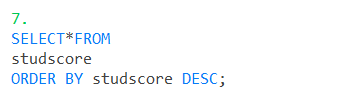 7.
SELECT*FROM
studscore
ORDER BY studscore DESC;